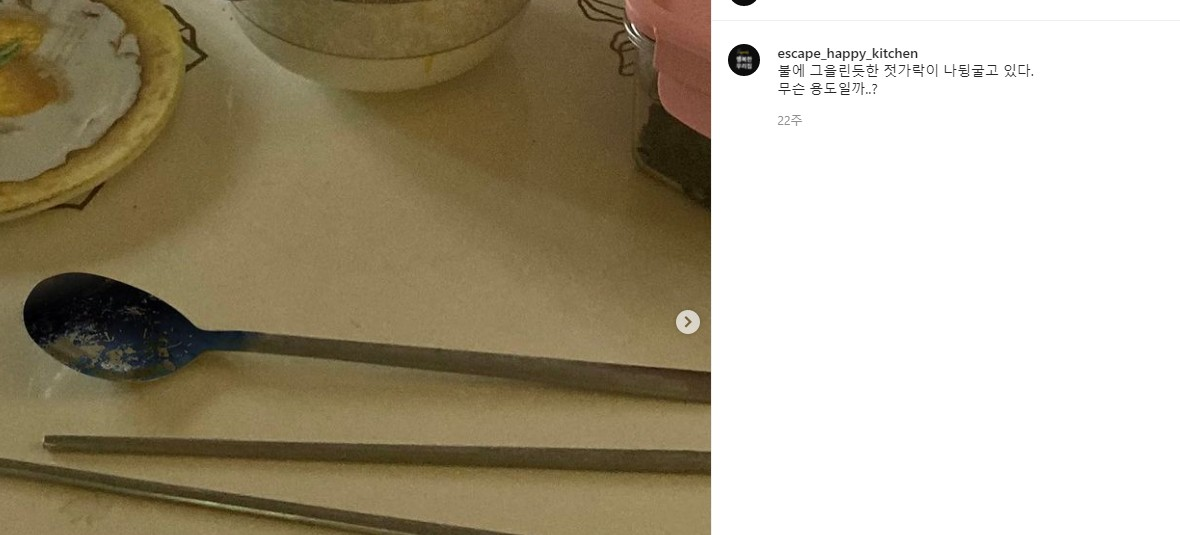 escape_happy_kitchen
불에 그을린듯한 젓가락이 나뒹굴고 있다.
무슨 용도일까..?
22주